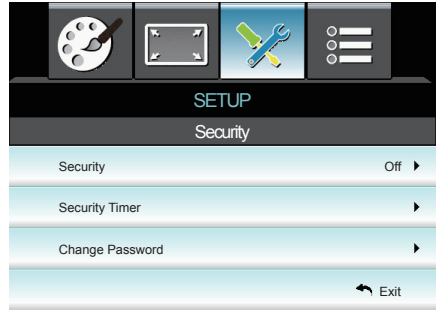 SETUP
Security
Security Off
Security Timer
Change Password
Exit